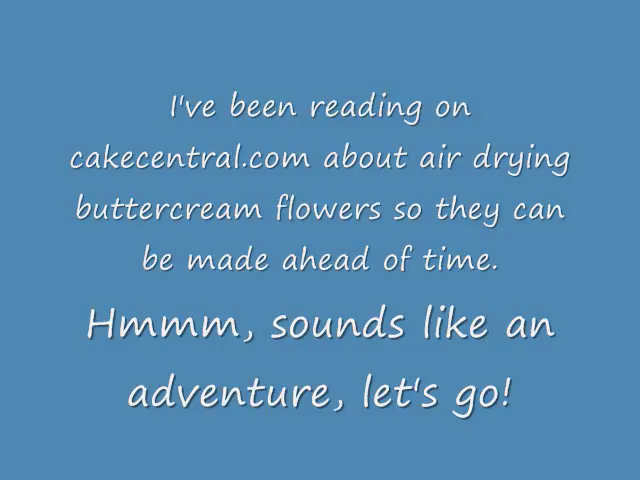 I've been reading on
cakecentral.com about air drying
buttercream flowers so they can
be made ahead of time.
Hmmm, sounds like an
adventure, let's go!